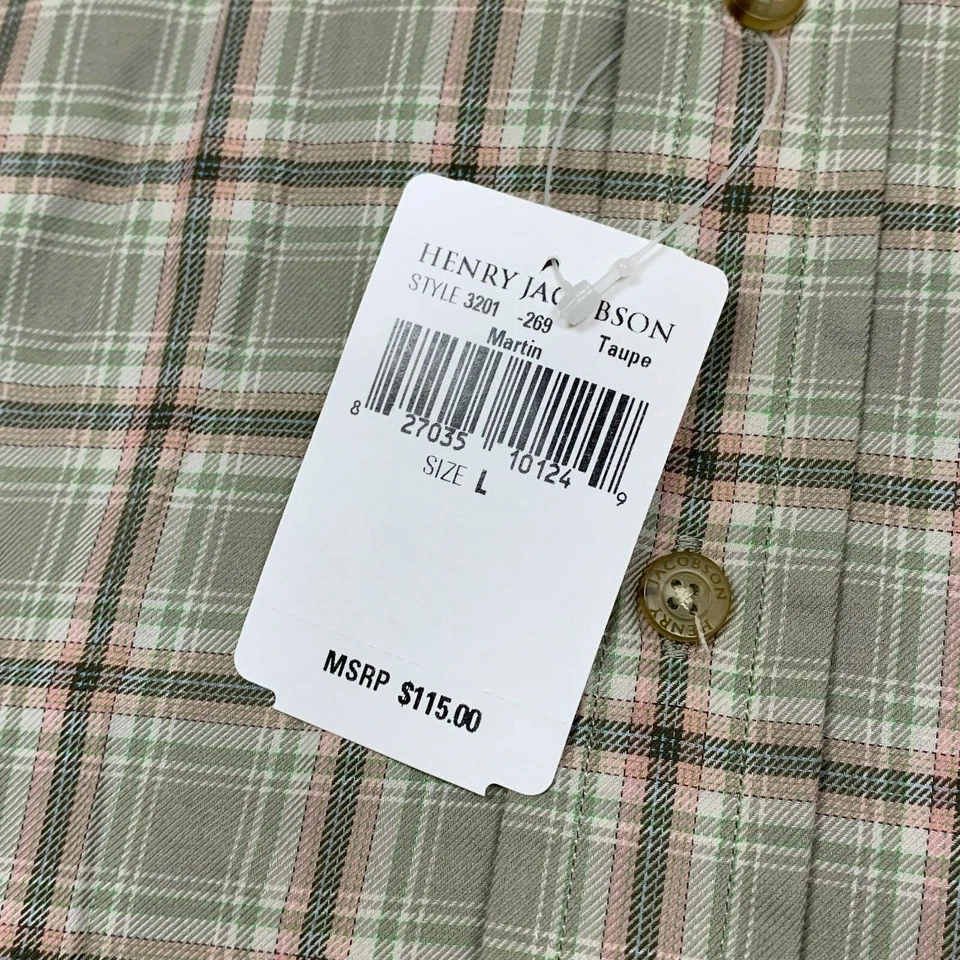 HENRY JACOBSON
STYLE 3201 -269
Martin Taupe
8 27035 10124 9
SIZE L
MSRP $115.00
HENRY JACOBSON